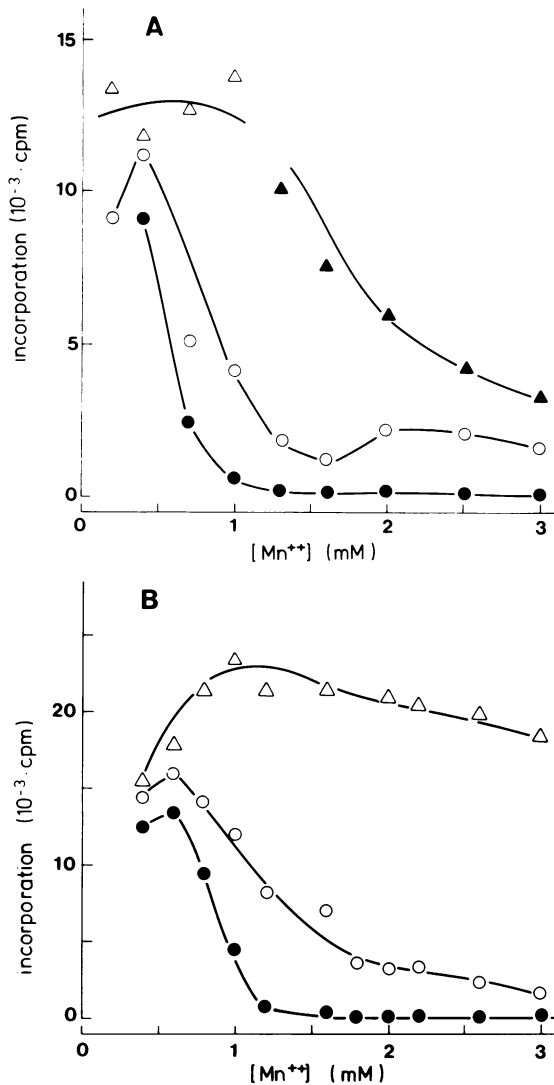 A
15
10
5
0
incorporation (10⁻³ · cpm)
0 1 2 3
[Mn⁺⁺] (mM)
B
20
10
0
incorporation (10⁻³ · cpm)
0 1 2 3
[Mn⁺⁺] (mM)